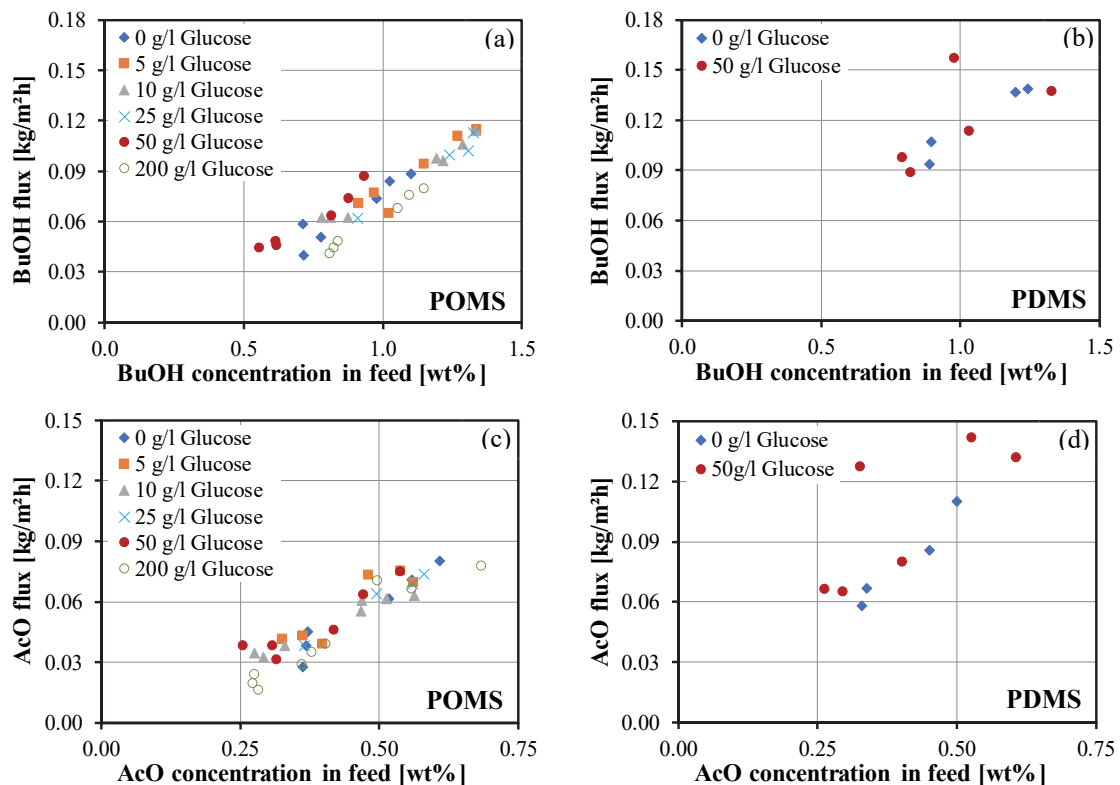 (a)
0 g/l Glucose
5 g/l Glucose
10 g/l Glucose
25 g/l Glucose
50 g/l Glucose
200 g/l Glucose
BuOH flux [kg/m²h]
0.18
0.15
0.12
0.09
0.06
0.03
0.00
POMS
0.0 0.5 1.0 1.5
BuOH concentration in feed [wt%]
(b)
0 g/l Glucose
50 g/l Glucose
BuOH flux [kg/m²h]
0.18
0.15
0.12
0.09
0.06
0.03
0.00
PDMS
0.0 0.5 1.0 1.5
BuOH concentration in feed [wt%]
(c)
0 g/l Glucose
5 g/l Glucose
10 g/l Glucose
25 g/l Glucose
50 g/l Glucose
200 g/l Glucose
AcO flux [kg/m²h]
0.15
0.12
0.09
0.06
0.03
0.00
POMS
0.00 0.25 0.50 0.75
AcO concentration in feed [wt%]
(d)
0 g/l Glucose
50g/l Glucose
AcO flux [kg/m²h]
0.15
0.12
0.09
0.06
0.03
0.00
PDMS
0.00 0.25 0.50 0.75
AcO concentration in feed [wt%]